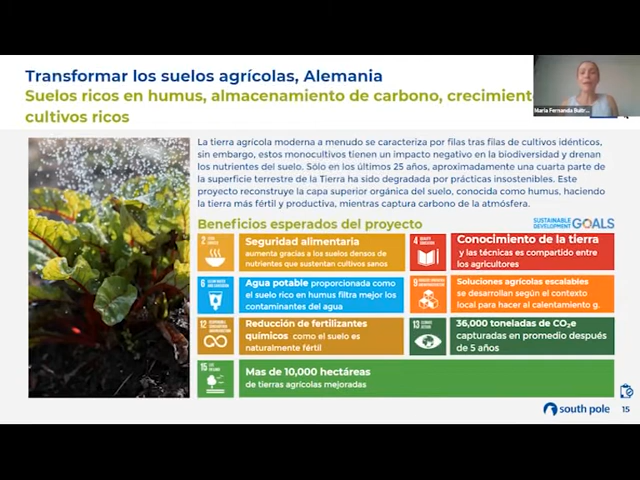 Transformar los suelos agrícolas, Alemania
Suelos ricos en humus, almacenamiento de carbono,
cultivos ricos
Maria Fernanda Buitr...
La tierra agrícola moderna a menudo se caracteriza por filas tras filas de cultivos idénticos,
sin embargo, estos monocultivos tienen un impacto negativo en la biodiversidad y drenan
los nutrientes del suelo. Sólo en los últimos 25 años, aproximadamente una cuarta parte de
la superficie terrestre de la Tierra ha sido degradada por prácticas insostenibles. Este
proyecto reconstruye la capa superior orgánica del suelo, conocida como humus, haciendo
la tierra más fértil y productiva, mientras captura carbono de la atmósfera.
Beneficios esperados del proyecto
SUSTAINABLE
DEVELOPMENT GOALS
2
Seguridad alimentaria
aumenta gracias a los suelos densos de
nutrientes que sustentan cultivos sanos
4
Conocimiento de la tierra
y las técnicas es compartido entre
los agricultores
6
Agua potable proporcionada como
el suelo rico en humus filtra mejor los
contaminantes del agua
9
Soluciones agrícolas escalables
se desarrollan según el contexto
local para hacer al calentamiento g.
12
Reducción de fertilizantes
químicos como el suelo es
naturalmente fértil
13
36,000 toneladas de CO₂e
capturadas en promedio después
de 5 años
15
Mas de 10,000 hectáreas
de tierras agrícolas mejoradas
south pole
15